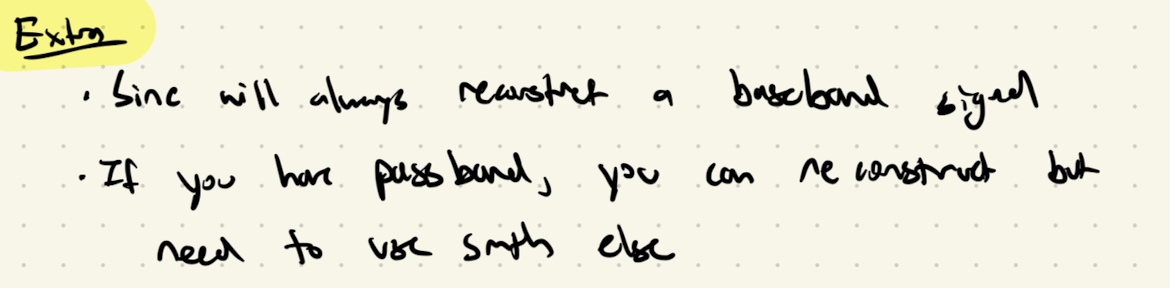 Extra
· Sinc will always reconstruct a baseband signal
· If you have passband, you can reconstruct but
need to use smth else